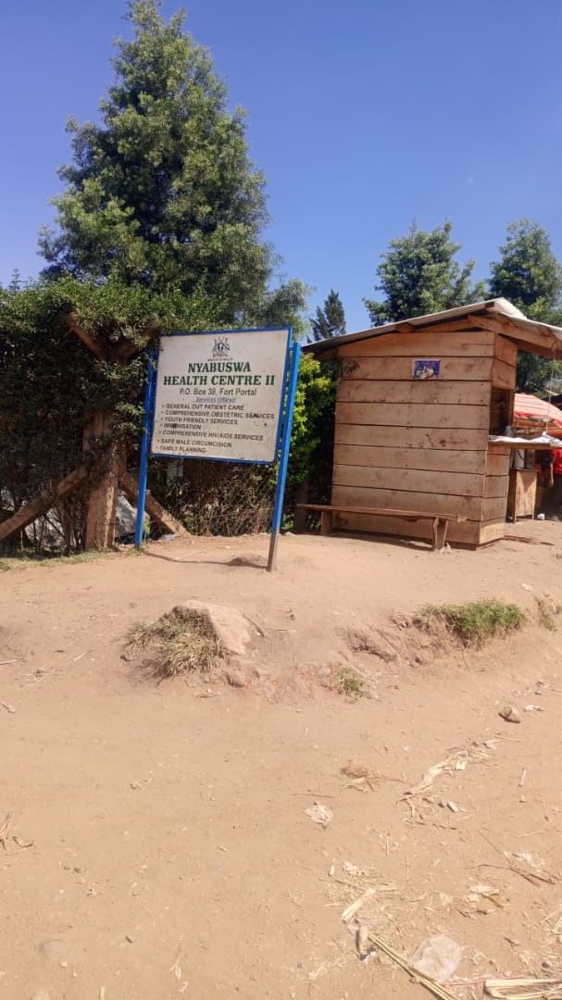 MINISTRY OF HEALTH
NYABUSWA
HEALTH CENTRE II
P.O. Box 38, Fort Portal
Services Offered
> GENERAL OUT PATIENT CARE
> COMPREHENSIVE OBSTETRIC SERVICES
> YOUTH FRIENDLY SERVICES
> IMMUNISATION
> COMPREHENSIVE HIV/AIDS SERVICES
> SAFE MALE CIRCUMCISION
> FAMILY PLANNING